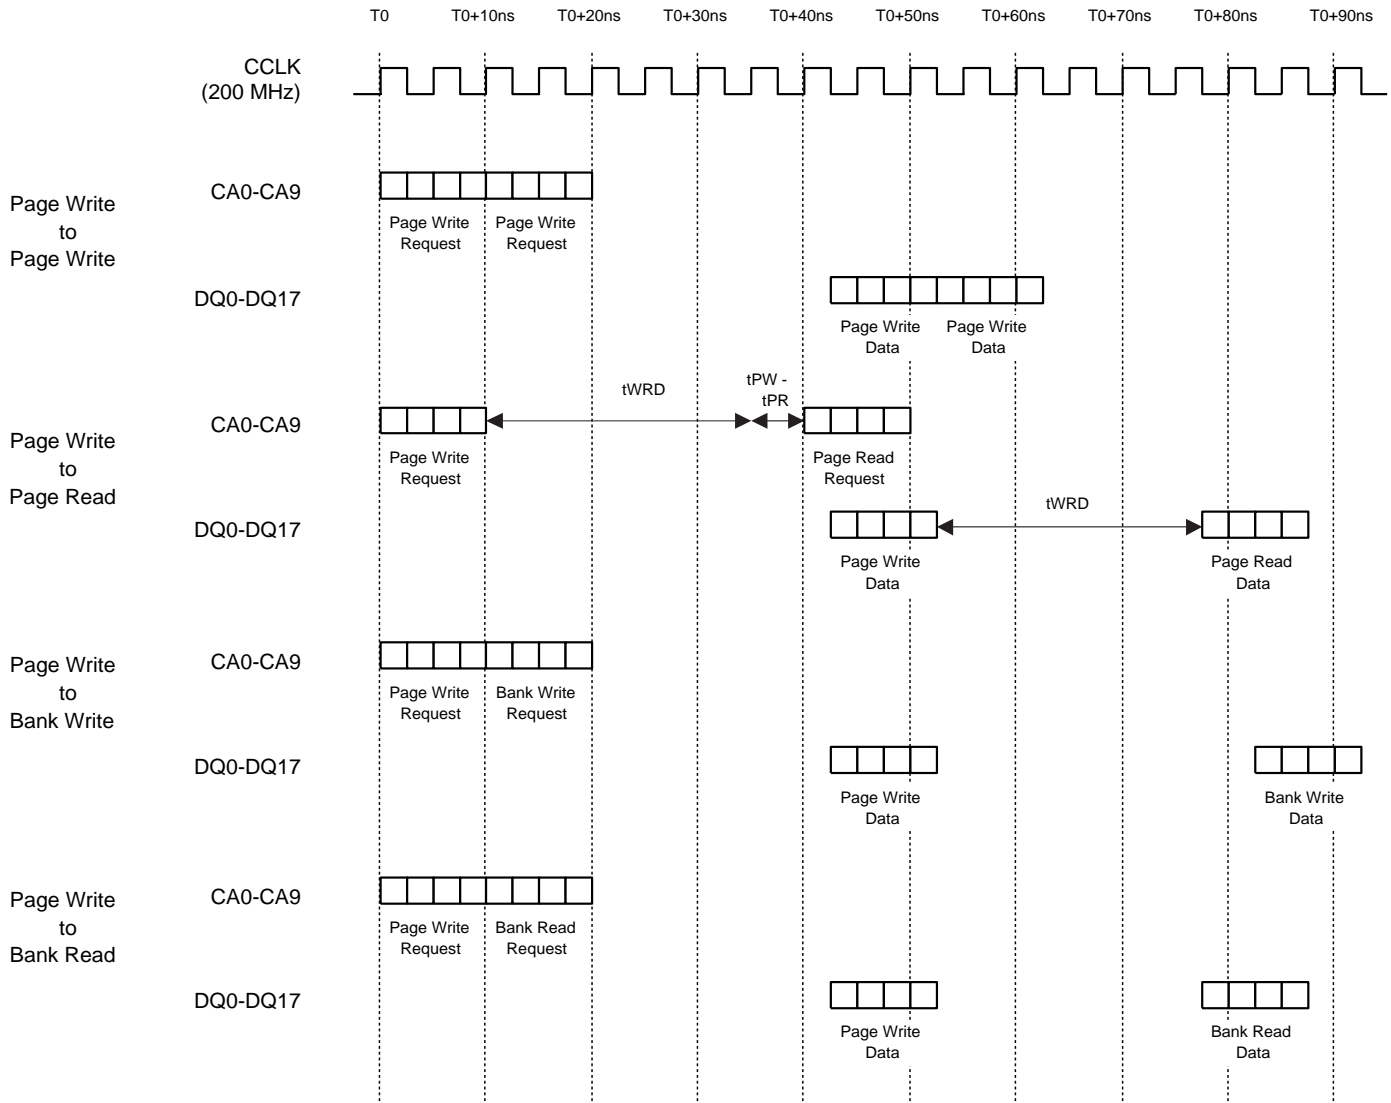 T0 T0+10ns T0+20ns T0+30ns T0+40ns T0+50ns T0+60ns T0+70ns T0+80ns T0+90ns
CCLK
(200 MHz)
Page Write
to
Page Write
CA0-CA9
Page Write Page Write
Request Request
DQ0-DQ17
Page Write Page Write
Data Data
Page Write
to
Page Read
CA0-CA9
tWRD
tPW -
tPR
Page Write Page Read
Request Request
DQ0-DQ17
tWRD
Page Write Page Read
Data Data
Page Write
to
Bank Write
CA0-CA9
Page Write Bank Write
Request Request
DQ0-DQ17
Page Write Bank Write
Data Data
Page Write
to
Bank Read
CA0-CA9
Page Write Bank Read
Request Request
DQ0-DQ17
Page Write Bank Read
Data Data